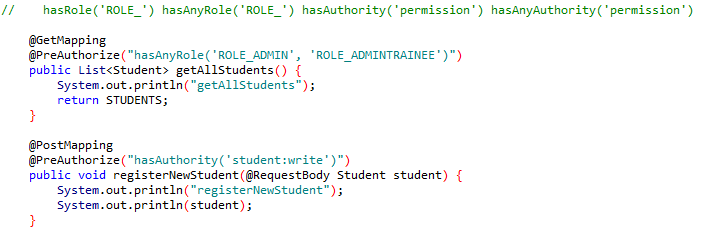 //    hasRole('ROLE_') hasAnyRole('ROLE_') hasAuthority('permission') hasAnyAuthority('permission')
@GetMapping
@PreAuthorize("hasAnyRole('ROLE_ADMIN', 'ROLE_ADMINTRAINEE')")
public List<Student> getAllStudents() {
System.out.println("getAllStudents");
return STUDENTS;
}
@PostMapping
@PreAuthorize("hasAuthority('student:write')")
public void registerNewStudent(@RequestBody Student student) {
System.out.println("registerNewStudent");
System.out.println(student);
}